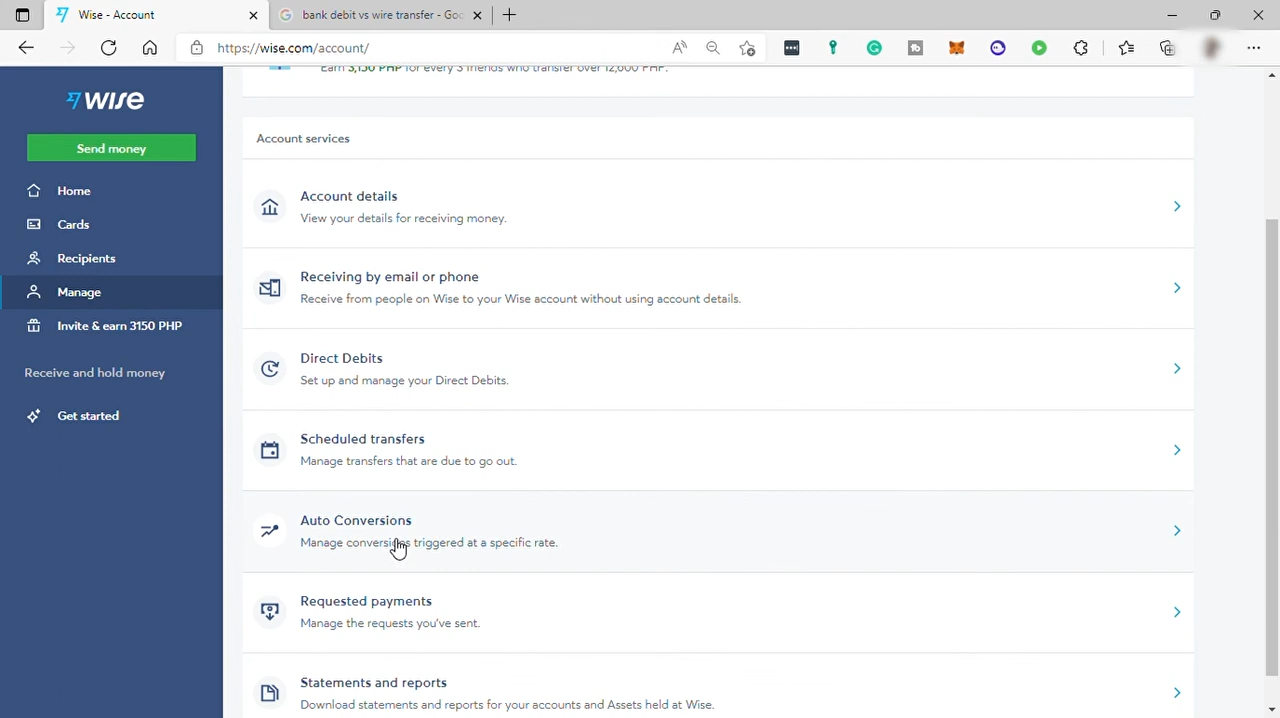 Wise - Account
bank debit vs wire transfer - Goo
https://wise.com/account/
WISE
Send money
Home
Cards
Recipients
Manage
Invite & earn 3150 PHP
Receive and hold money
Get started
Earn 3,150 PHP for every 3 friends who transfer over 12,600 PHP.
Account services
Account details
View your details for receiving money.
Receiving by email or phone
Receive from people on Wise to your Wise account without using account details.
Direct Debits
Set up and manage your Direct Debits.
Scheduled transfers
Manage transfers that are due to go out.
Auto Conversions
Manage conversions triggered at a specific rate.
Requested payments
Manage the requests you've sent.
Statements and reports
Download statements and reports for your accounts and Assets held at Wise.